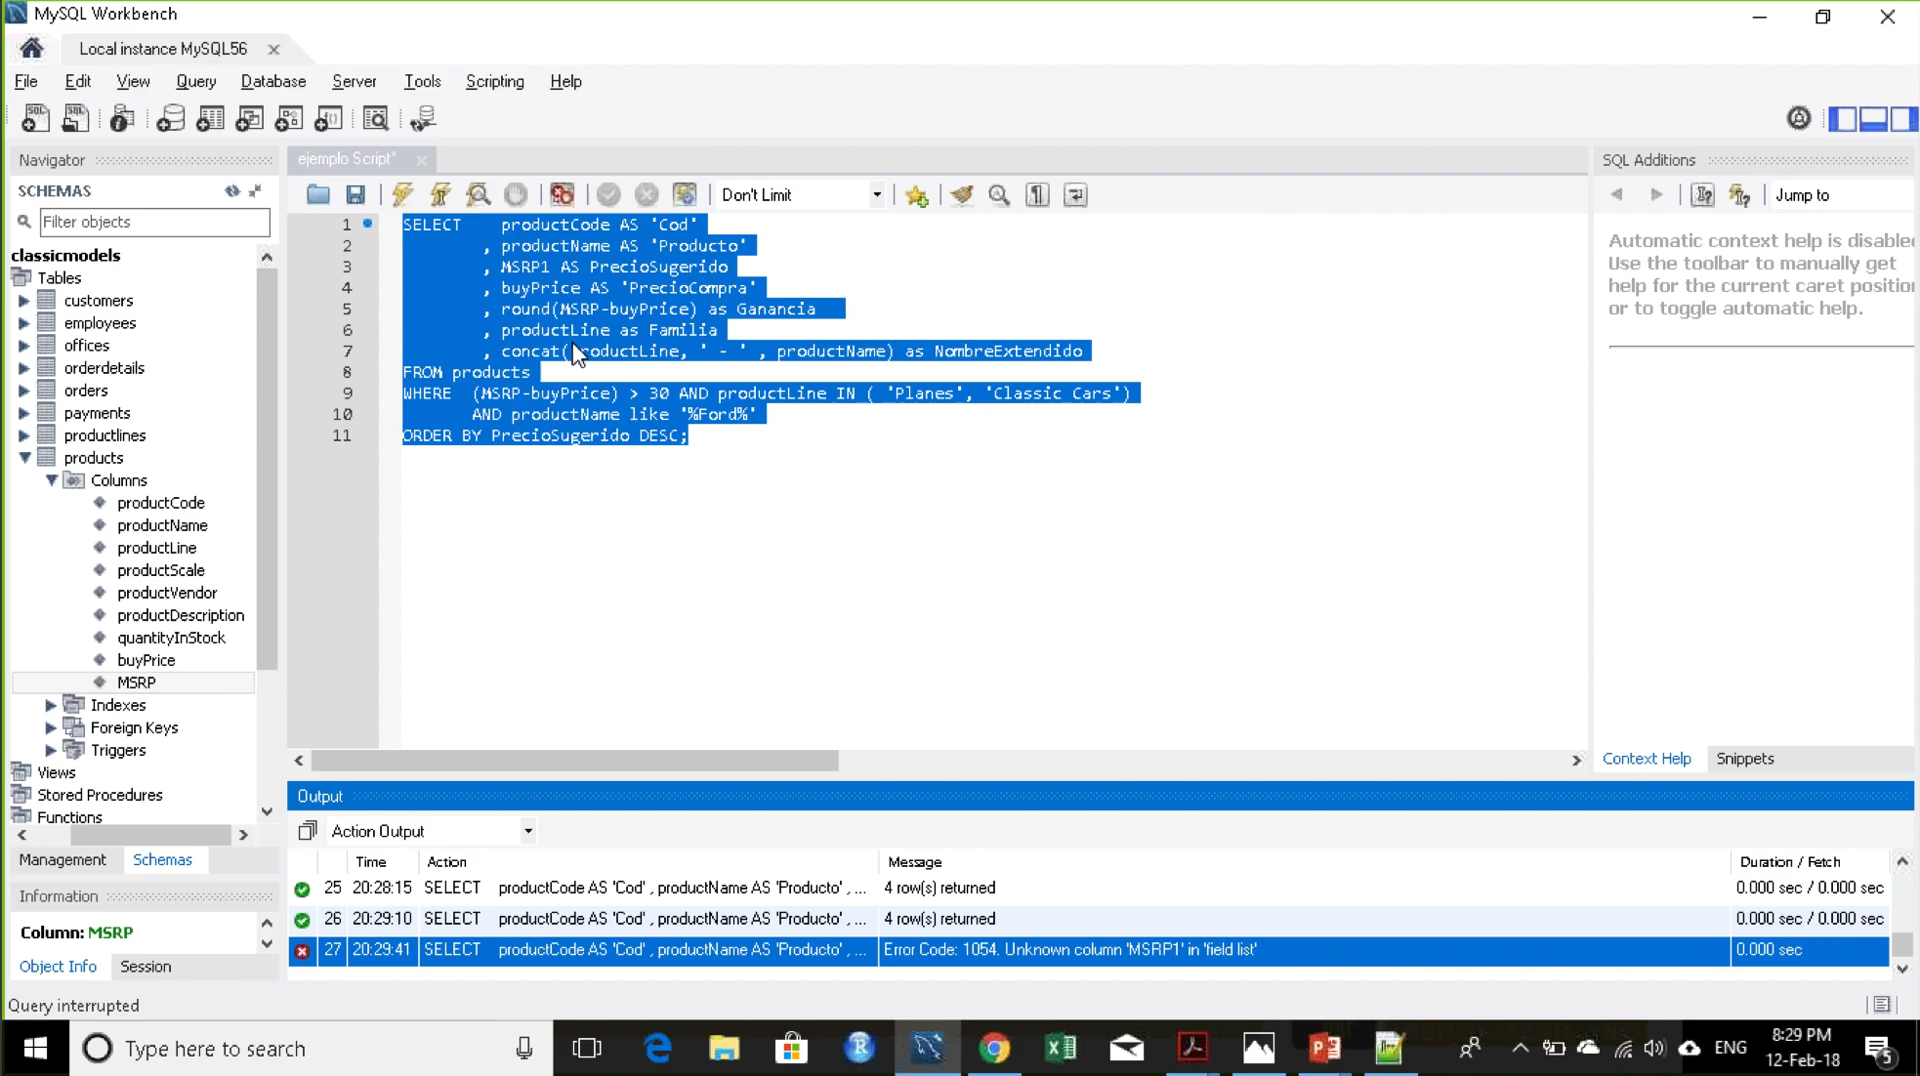 MySQL Workbench
Local instance MySQL56
File Edit View Query Database Server Tools Scripting Help
Navigator
SCHEMAS
Filter objects
classicmodels
Tables
customers
employees
offices
orderdetails
orders
payments
productlines
products
Columns
productCode
productName
productLine
productScale
productVendor
productDescription
quantityInStock
buyPrice
MSRP
Indexes
Foreign Keys
Triggers
Views
Stored Procedures
Functions
Management Schemas
Information
Column: MSRP
Object Info Session
Query interrupted
ejemplo Script*
Don't Limit
1 SELECT productCode AS 'Cod'
2 , productName AS 'Producto'
3 , MSRP1 AS PrecioSugerido
4 , buyPrice AS 'PrecioCompra'
5 , round(MSRP-buyPrice) as Ganancia
6 , productLine as Familia
7 , concat(productLine, ' - ' , productName) as NombreExtendido
8 FROM products
9 WHERE (MSRP-buyPrice) > 30 AND productLine IN ( 'Planes', 'Classic Cars')
10 AND productName like '%Ford%'
11 ORDER BY PrecioSugerido DESC;
SQL Additions
Jump to
Automatic context help is disabled
Use the toolbar to manually get
help for the current caret position
or to toggle automatic help.
Context Help Snippets
Output
Action Output
Time Action Message Duration / Fetch
25 20:28:15 SELECT productCode AS 'Cod' , productName AS 'Producto' , ... 4 row(s) returned 0.000 sec / 0.000 sec
26 20:29:10 SELECT productCode AS 'Cod' , productName AS 'Producto' , ... 4 row(s) returned 0.000 sec / 0.000 sec
27 20:29:41 SELECT productCode AS 'Cod' , productName AS 'Producto' , ... Error Code: 1054. Unknown column 'MSRP1' in 'field list' 0.000 sec
Type here to search
ENG
8:29 PM
12-Feb-18
5